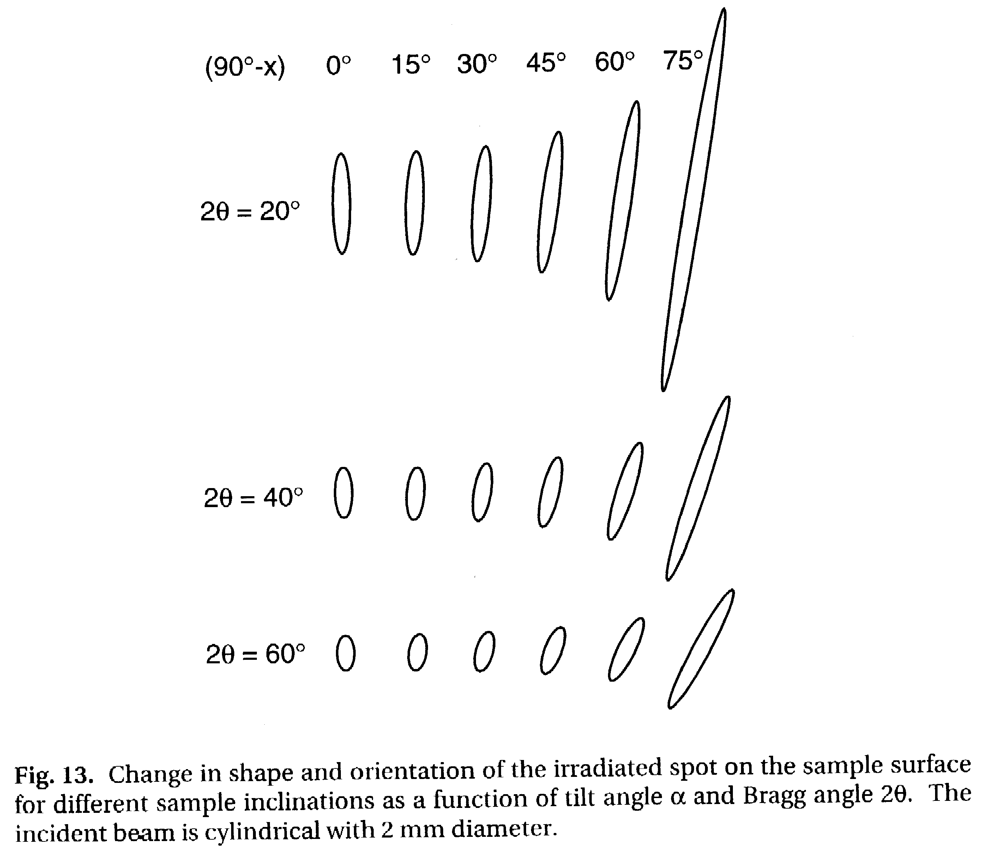 (90°-x) 0° 15° 30° 45° 60° 75°
2θ = 20°
2θ = 40°
2θ = 60°
Fig. 13. Change in shape and orientation of the irradiated spot on the sample surface
for different sample inclinations as a function of tilt angle α and Bragg angle 2θ. The
incident beam is cylindrical with 2 mm diameter.